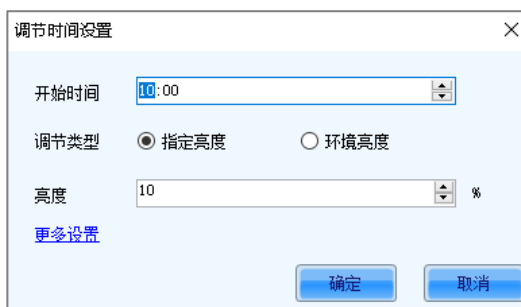 调节时间设置
开始时间 10:00
调节类型 指定亮度 环境亮度
亮度 10 %
更多设置
确定 取消